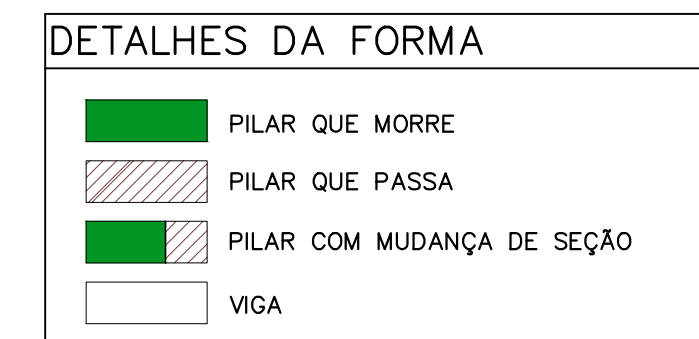 DETALHES DA FORMA
PILAR QUE MORRE
PILAR QUE PASSA
PILAR COM MUDANÇA DE SEÇÃO
VIGA